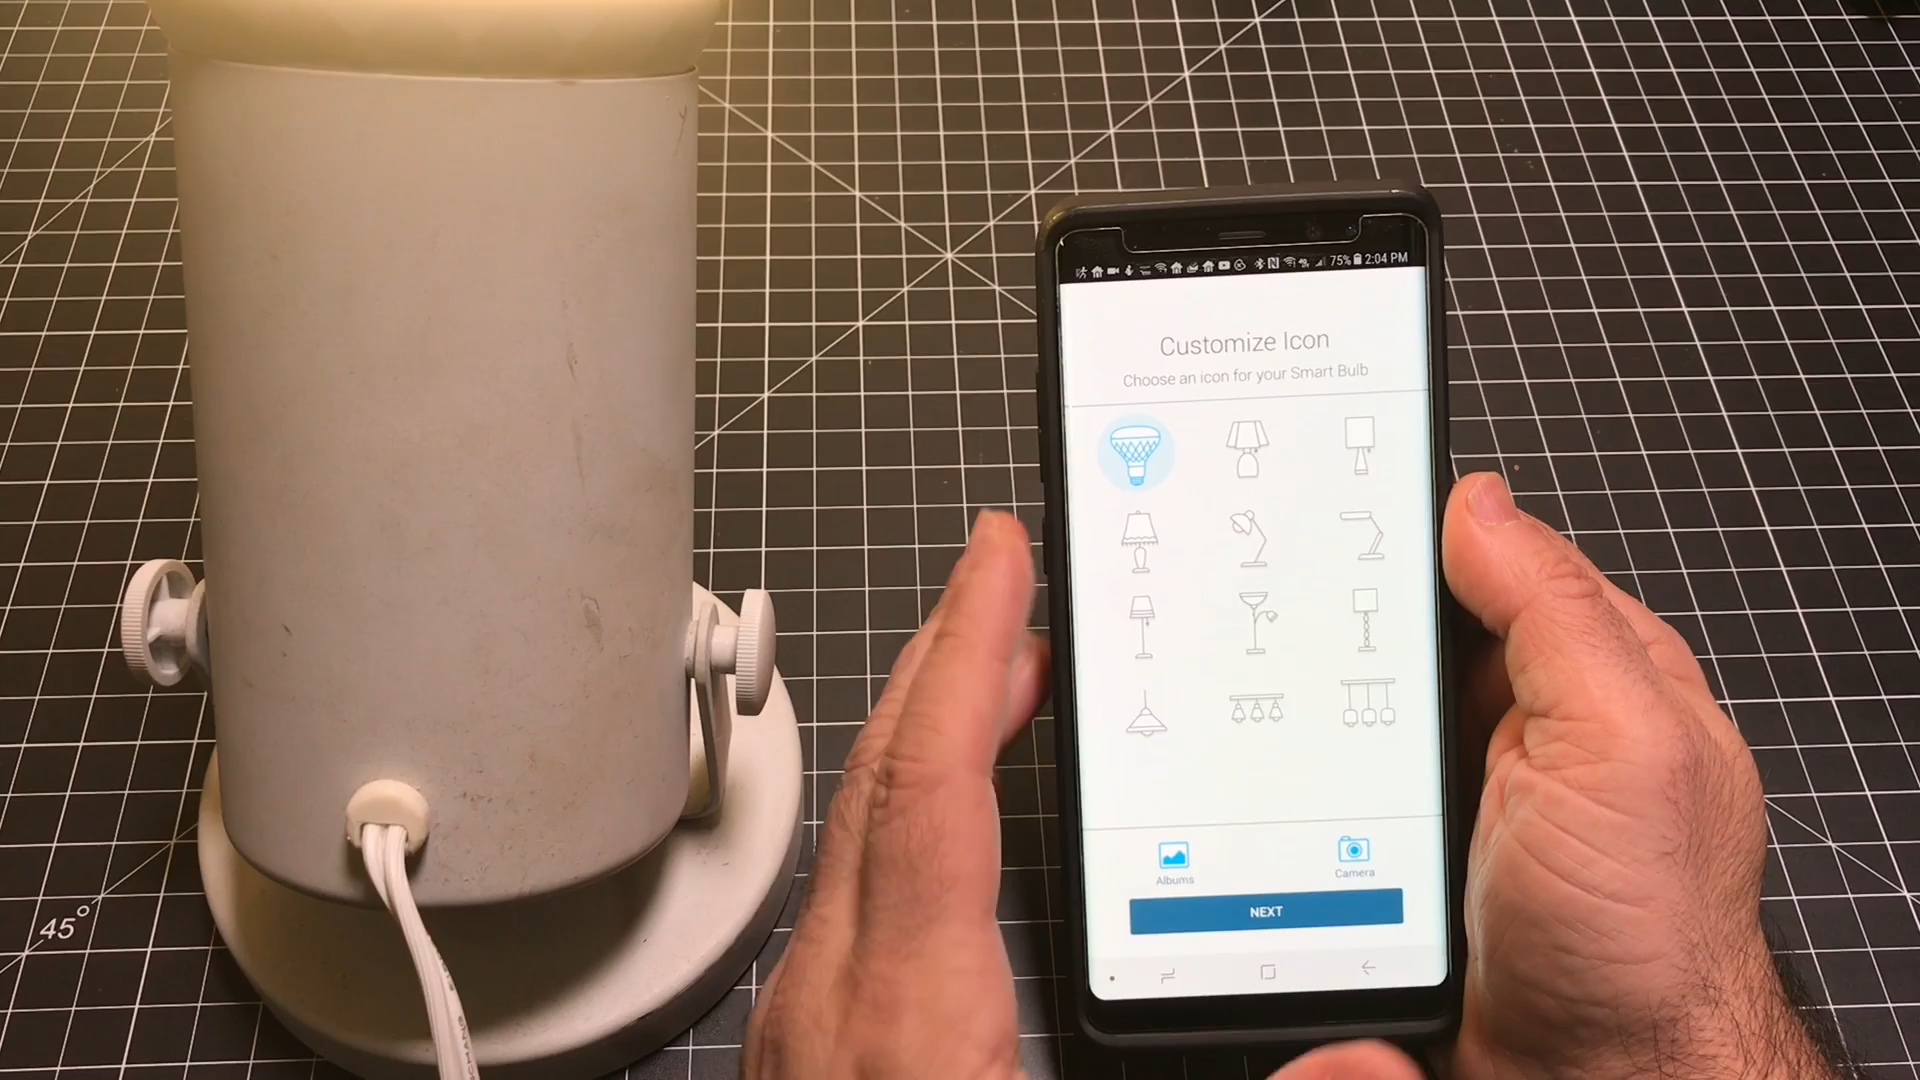 75% 2:04 PM
Customize Icon
Choose an icon for your Smart Bulb
Albums
Camera
NEXT
45°